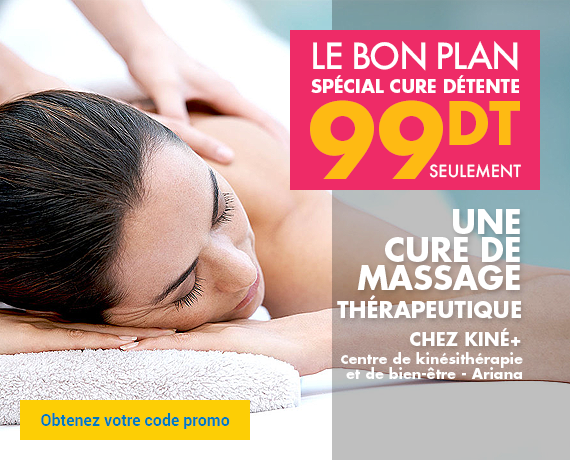 LE BON PLAN
SPÉCIAL CURE DÉTENTE
99DT
SEULEMENT
UNE
CURE DE
MASSAGE
THÉRAPEUTIQUE
CHEZ KINÉ+
Centre de kinésithérapie
et de bien-être - Ariana
Obtenez votre code promo